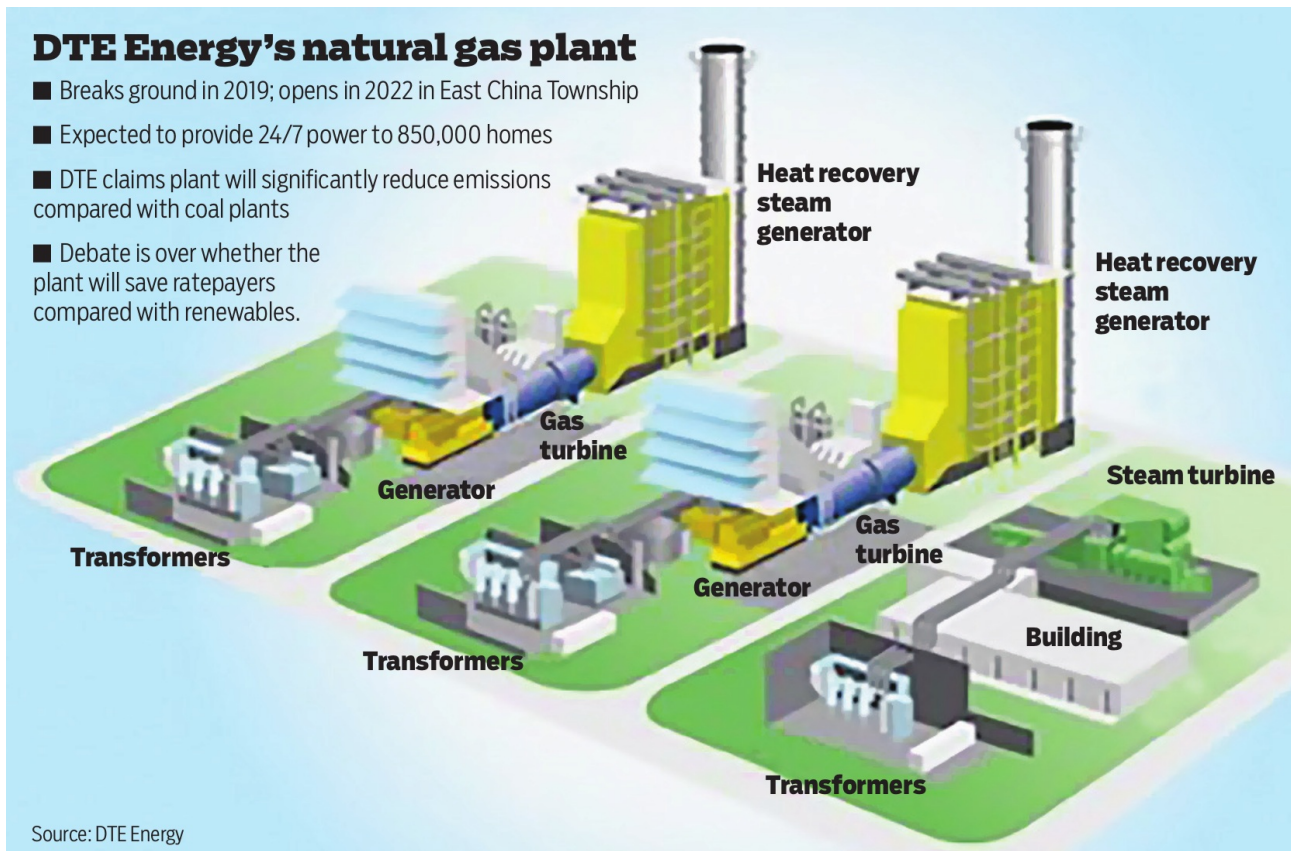 DTE Energy’s natural gas plant
■ Breaks ground in 2019; opens in 2022 in East China Township
■ Expected to provide 24/7 power to 850,000 homes
■ DTE claims plant will significantly reduce emissions
compared with coal plants
■ Debate is over whether the
plant will save ratepayers
compared with renewables.
Heat recovery
steam
generator
Heat recovery
steam
generator
Gas
turbine
Generator
Transformers
Steam turbine
Gas
turbine
Generator
Building
Transformers
Transformers
Source: DTE Energy